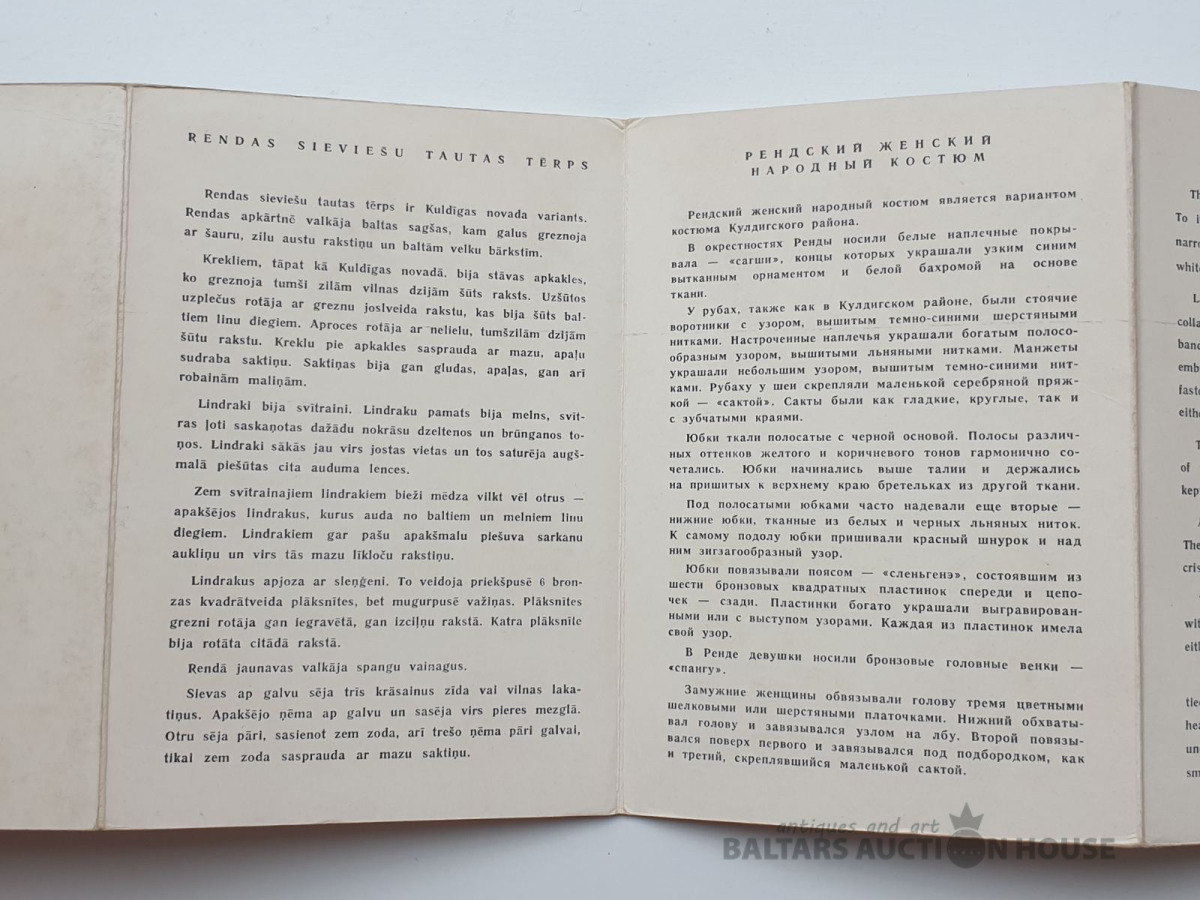 RENDAS SIEVIEŠU TAUTAS TĒRPS
Rendas sieviešu tautas tērps ir Kuldīgas novada variants.
Rendas apkārtnē valkāja baltas sagšas, kam galus greznoja
ar šauru, zilu austu rakstiņu un baltām velku bārkstīm.
Krekliem, tāpat kā Kuldīgas novadā, bija stāvas apkakles,
ko greznoja tumši zilām vilnas dzijām šūts raksts. Uzšūtos
uzplečus rotāja ar greznu joslveida rakstu, kas bija šūts bal-
tiem linu diegiem. Aproces rotāja ar nelielu, tumšzilām dzijām
šūtu rakstu. Kreklu pie apkakles sasprauda ar mazu, apaļu
sudraba saktiņu. Saktiņas bija gan gludas, apaļas, gan arī
robainām maliņām.
Lindraki bija svītraini. Lindraku pamats bija melns, svīt-
ras ļoti saskaņotas dažādu nokrāsu dzeltenos un brūnganos to-
ņos. Lindraki sākās jau virs jostas vietas un tos saturēja augš-
malā piešūtas cita auduma lences.
Zem svītrainajiem lindrakiem bieži mēdza vilkt vēl otrus —
apakšējos lindrakus, kurus auda no baltiem un melniem linu
diegiem. Lindrakiem gar pašu apakšmalu piešuva sarkanu
aukliņu un virs tās mazu līkloču rakstiņu.
Lindrakus apjoza ar sleņģeni. To veidoja priekšpusē 6 bron-
zas kvadrātveida plāksnītes, bet mugurpusē važiņas. Plāksnītes
grezni rotāja gan iegravētā, gan izciļņu rakstā. Katra plāksnīte
bija rotāta citādā rakstā.
Rendā jaunavas valkāja spangu vainagus.
Sievas ap galvu sēja trīs krāsainus zīda vai vilnas laka-
tiņus. Apakšējo ņēma ap galvu un sasēja virs pieres mezglā.
Otru sēja pāri, sasienot zem zoda, arī trešo ņēma pāri galvai,
tikai zem zoda sasprauda ar mazu saktiņu.
РЕНДСКИЙ ЖЕНСКИЙ
НАРОДНЫЙ КОСТЮМ
Рендский женский народный костюм является вариантом
костюма Кулдигского района.
В окрестностях Ренды носили белые наплечные покры-
вала — «сагши», концы которых украшали узким синим
вытканным орнаментом и белой бахромой на основе
ткани.
У рубах, также как в Кулдигском районе, были стоячие
воротники с узором, вышитым темно-синими шерстяными
нитками. Настроченные наплечья украшали богатым полосо-
образным узором, вышитыми льняными нитками. Манжеты
украшали небольшим узором, вышитым темно-синими нит-
ками. Рубаху у шеи скрепляли маленькой серебряной пряж-
кой — «сактой». Сакты были как гладкие, круглые, так и
с зубчатыми краями.
Юбки ткали полосатые с черной основой. Полосы различ-
ных оттенков желтого и коричневого тонов гармонично со-
четались. Юбки начинались выше талии и держались
на пришитых к верхнему краю бретельках из другой ткани.
Под полосатыми юбками часто надевали еще вторые —
нижние юбки, тканные из белых и черных льняных ниток.
К самому подолу юбки пришивали красный шнурок и над
ним зигзагообразный узор.
Юбки повязывали поясом — «сленьгенэ», состоявшим из
шести бронзовых квадратных пластинок спереди и цепо-
чек — сзади. Пластинки богато украшали выгравирован-
ными или с выступом узорами. Каждая из пластинок имела
свой узор.
В Ренде девушки носили бронзовые головные венки —
«спангу».
Замужние женщины обвязывали голову тремя цветными
шелковыми или шерстяными платочками. Нижний обхваты-
вал голову и завязывался узлом на лбу. Второй повязы-
вался поверх первого и завязывался под подбородком, как
и третий, скреплявшийся маленькой сактой.
Th
To i
narro
white
L
colla
banc
emb
faste
eithe
T
of
kep
The
cris
with
eith
tied
hea
un
sm
antiques and art
BALTARS AUCTION HOUSE